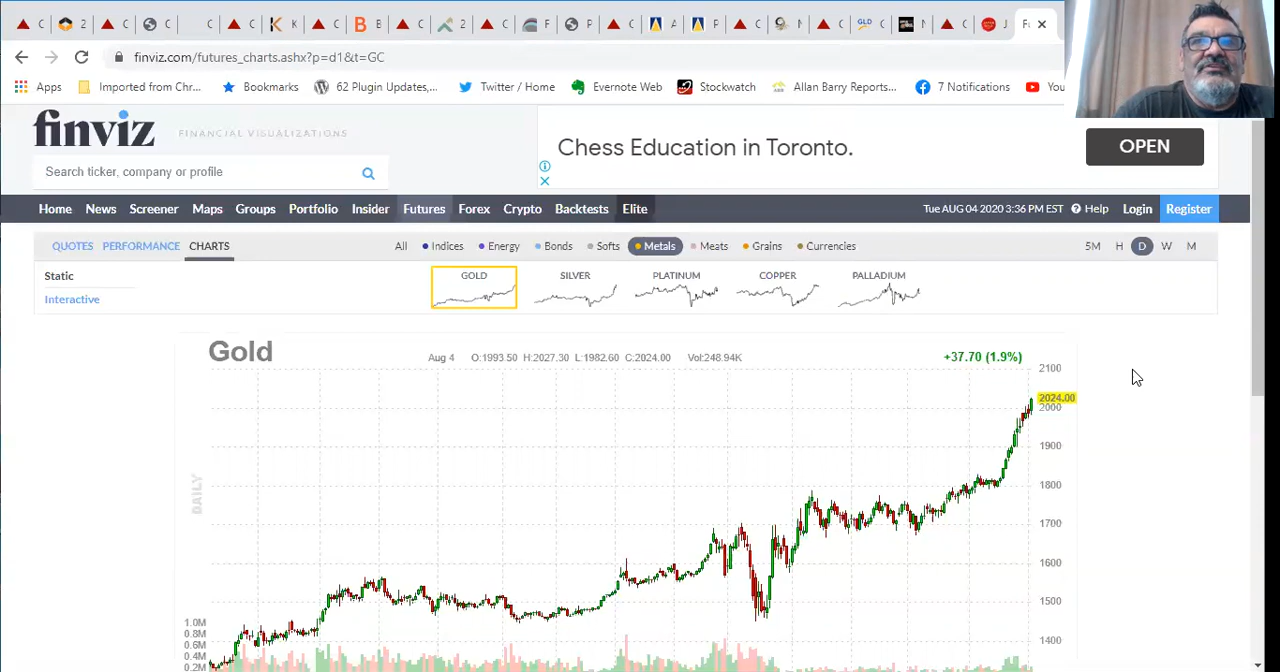 C 2 C C C K K C B B C 2 C F P C A P C N C GLD C N C J F
finviz.com/futures_charts.ashx?p=d1&t=GC
Apps Imported from Chr... Bookmarks 62 Plugin Updates,... Twitter / Home Evernote Web Stockwatch Allan Barry Reports... 7 Notifications You
finviz FINANCIAL VISUALIZATIONS
Chess Education in Toronto.
OPEN
Search ticker, company or profile
Home News Screener Maps Groups Portfolio Insider Futures Forex Crypto Backtests Elite Tue AUG 04 2020 3:36 PM EST Help Login Register
QUOTES PERFORMANCE CHARTS All Indices Energy Bonds Softs Metals Meats Grains Currencies 5M H D W M
Static
Interactive
GOLD SILVER PLATINUM COPPER PALLADIUM
Gold
Aug 4 O:1993.50 H:2027.30 L:1982.60 C:2024.00 Vol:248.94K +37.70 (1.9%)
2100
2024.00
2000
1900
1800
DAILY
1700
1600
1500
1.0M
0.8M
1400
0.6M
0.4M
0.2M